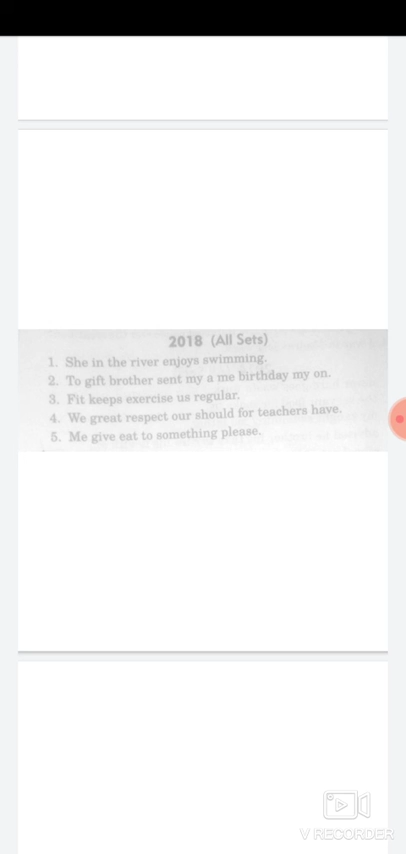 2018 (All Sets)
1. She in the river enjoys swimming.
2. To gift brother sent my a me birthday my on.
3. Fit keeps exercise us regular.
4. We great respect our should for teachers have.
5. Me give eat to something please.
V RECORDER